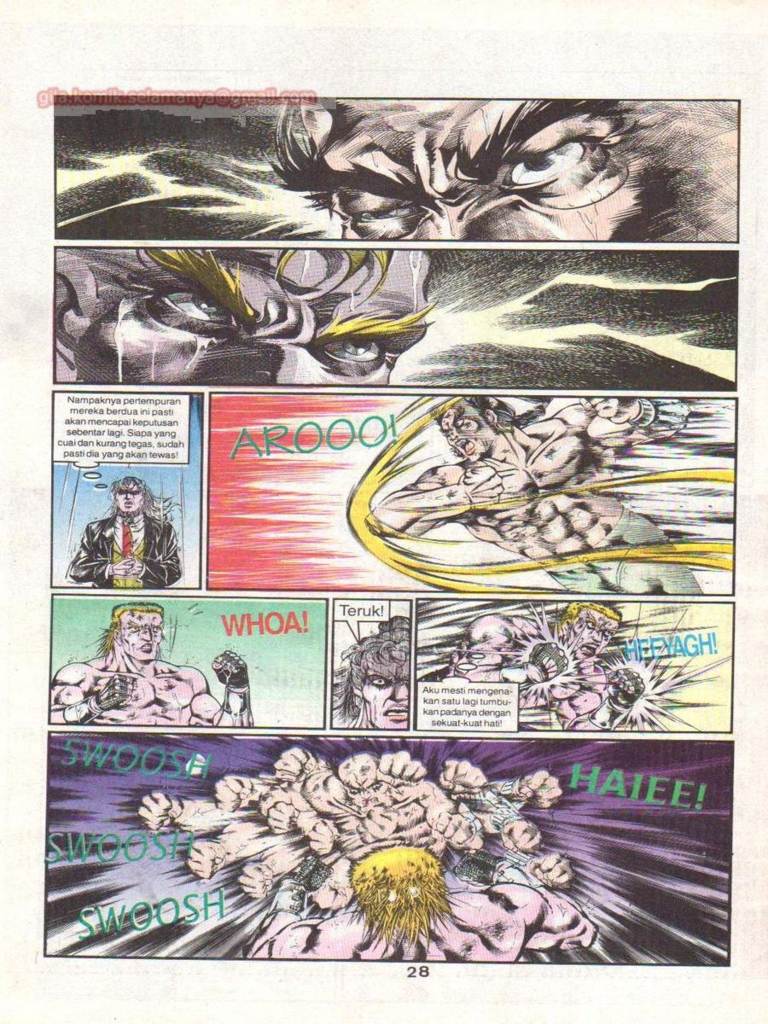 gila.komik.selamanya@gmail.com
Nampaknya pertempuran
mereka berdua ini pasti
akan mencapai keputusan
sebentar lagi. Siapa yang
cuai dan kurang tegas, sudah
pasti dia yang akan tewas!
AROOO!
WHOA!
Teruk!
HEEYAGH!
Aku mesti mengena-
kan satu lagi tumbu-
kan padanya dengan
sekuat-kuat hati!
SWOOSH
HAIEE!
SWOOSH
SWOOSH
28